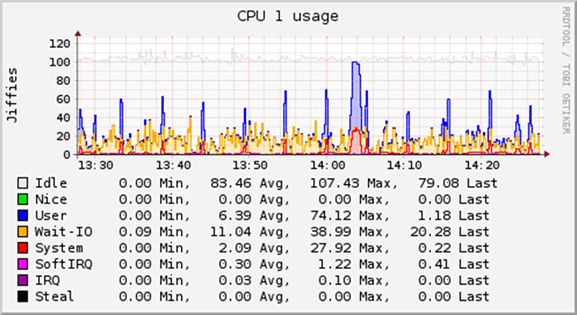 CPU 1 usage
RRDTOOL / TOBI OETIKER
Jiffies
120
100
80
60
40
20
0
13:30 13:40 13:50 14:00 14:10 14:20
Idle 0.00 Min, 83.46 Avg, 107.43 Max, 79.08 Last
Nice 0.00 Min, 0.00 Avg, 0.00 Max, 0.00 Last
User 0.00 Min, 6.39 Avg, 74.12 Max, 1.18 Last
Wait-IO 0.09 Min, 11.04 Avg, 38.99 Max, 20.28 Last
System 0.00 Min, 2.09 Avg, 27.92 Max, 0.22 Last
SoftIRQ 0.00 Min, 0.30 Avg, 1.22 Max, 0.41 Last
IRQ 0.00 Min, 0.03 Avg, 0.10 Max, 0.00 Last
Steal 0.00 Min, 0.00 Avg, 0.00 Max, 0.00 Last